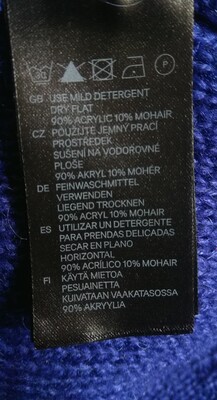 GB USE MILD DETERGENT
DRY FLAT
90% ACRYLIC 10% MOHAIR
CZ POUŽIJTE JEMNÝ PRACÍ
PROSTŘEDEK
SUŠENÍ NA VODOROVNÉ
PLOŠE
90% AKRYL 10% MOHÉR
DE FEINWASCHMITTEL
VERWENDEN
LIEGEND TROCKNEN
90% ACRYL 10% MOHAIR
ES UTILIZAR UN DETERGENTE
PARA PRENDAS DELICADAS
SECAR EN PLANO
HORIZONTAL
90% ACRÍLICO 10% MOHAIR
FI KÄYTÄ MIETOA
PESUAINETTA
KUIVATAAN VAAKATASOSSA
90% AKRYYLIA